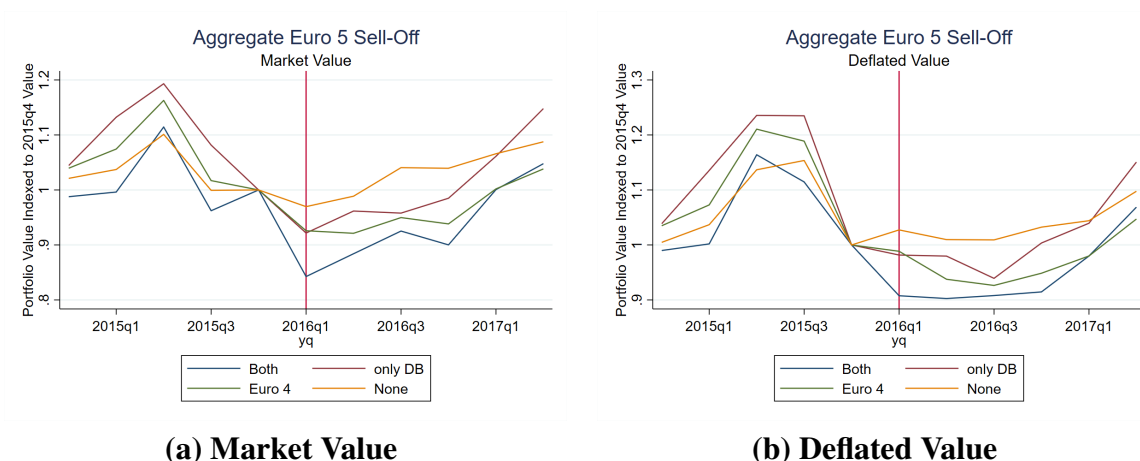 Aggregate Euro 5 Sell-Off
Market Value
Portfolio Value Indexed to 2015q4 Value
1.2
1.1
1
.9
.8
2015q1 2015q3 2016q1 2016q3 2017q1
yq
Both only DB
Euro 4 None
(a) Market Value
Aggregate Euro 5 Sell-Off
Deflated Value
Portfolio Value Indexed to 2015q4 Value
1.3
1.2
1.1
1
.9
2015q1 2015q3 2016q1 2016q3 2017q1
yq
Both only DB
Euro 4 None
(b) Deflated Value